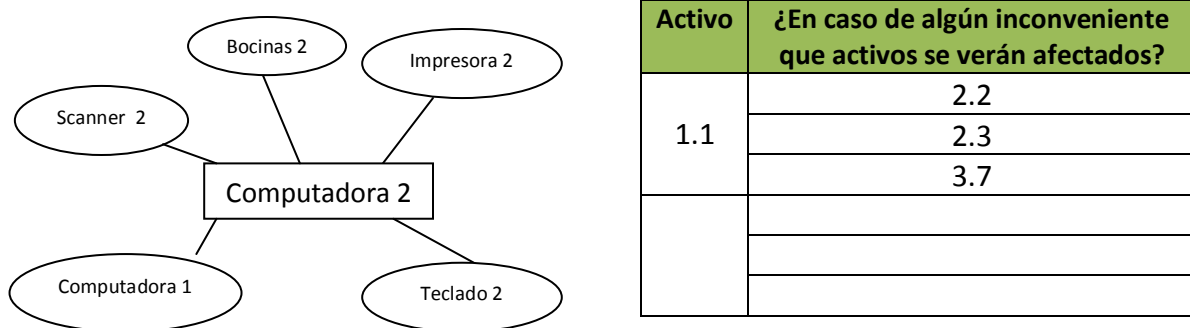 Bocinas 2
Impresora 2
Scanner 2
Computadora 2
Computadora 1
Teclado 2
Activo
¿En caso de algún inconveniente
que activos se verán afectados?
1.1
2.2
2.3
3.7